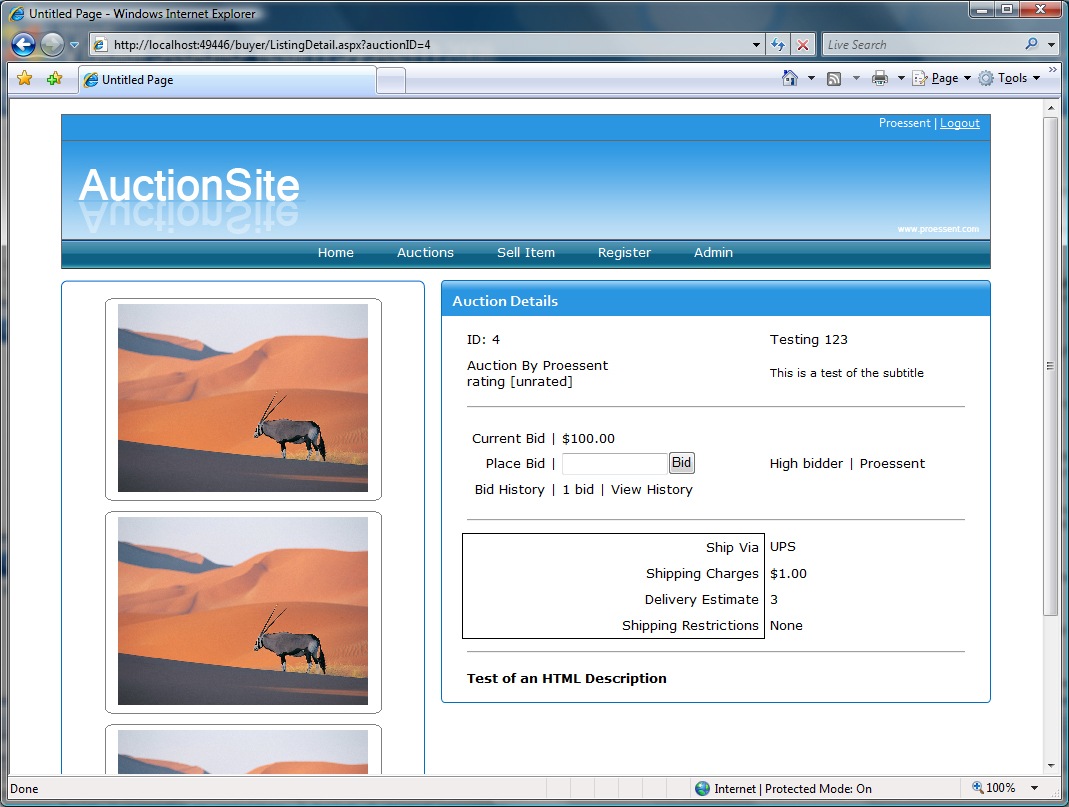 Untitled Page - Windows Internet Explorer
http://localhost:49446/buyer/ListingDetail.aspx?auctionID=4
Live Search
Untitled Page
Page
Tools
Proessent | Logout
AuctionSite
www.proessent.com
Home Auctions Sell Item Register Admin
Auction Details
ID: 4 Testing 123
Auction By Proessent
rating [unrated]
This is a test of the subtitle
Current Bid | $100.00
Place Bid | Bid High bidder | Proessent
Bid History | 1 bid | View History
Ship Via UPS
Shipping Charges $1.00
Delivery Estimate 3
Shipping Restrictions None
Test of an HTML Description
Done Internet | Protected Mode: On 100%